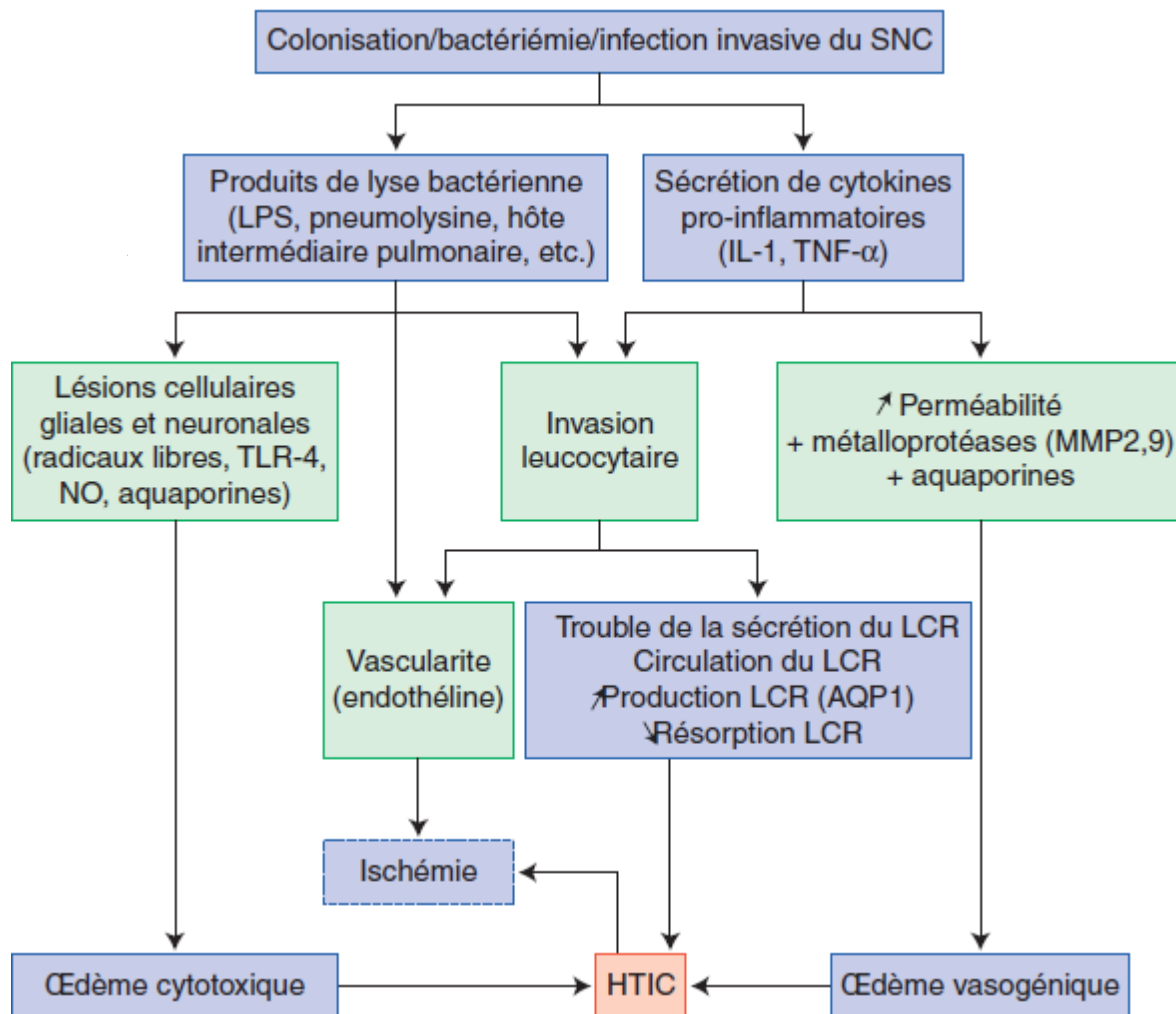 Colonisation/bactériémie/infection invasive du SNC
Produits de lyse bactérienne
(LPS, pneumolysine, hôte
intermédiaire pulmonaire, etc.)
Sécrétion de cytokines
pro-inflammatoires
(IL-1, TNF-α)
Lésions cellulaires
gliales et neuronales
(radicaux libres, TLR-4,
NO, aquaporines)
Invasion
leucocytaire
↗ Perméabilité
+ métalloprotéases (MMP2,9)
+ aquaporines
Vascularite
(endothéline)
Trouble de la sécrétion du LCR
Circulation du LCR
↗Production LCR (AQP1)
↘Résorption LCR
Ischémie
Œdème cytotoxique
HTIC
Œdème vasogénique